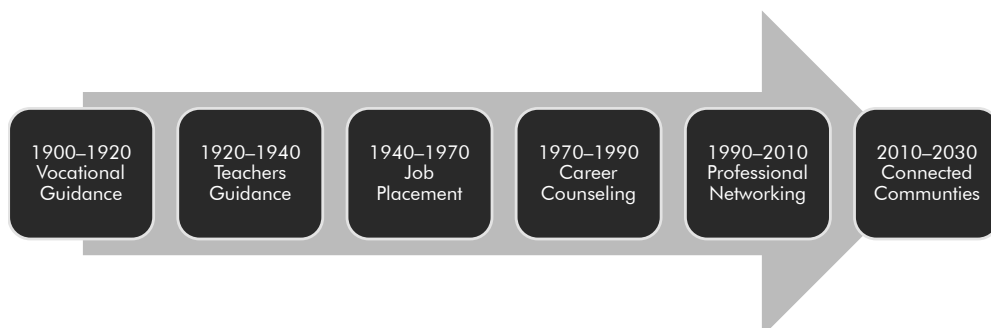 1900–1920
Vocational
Guidance
1920–1940
Teachers
Guidance
1940–1970
Job
Placement
1970–1990
Career
Counseling
1990–2010
Professional
Networking
2010–2030
Connected
Communties